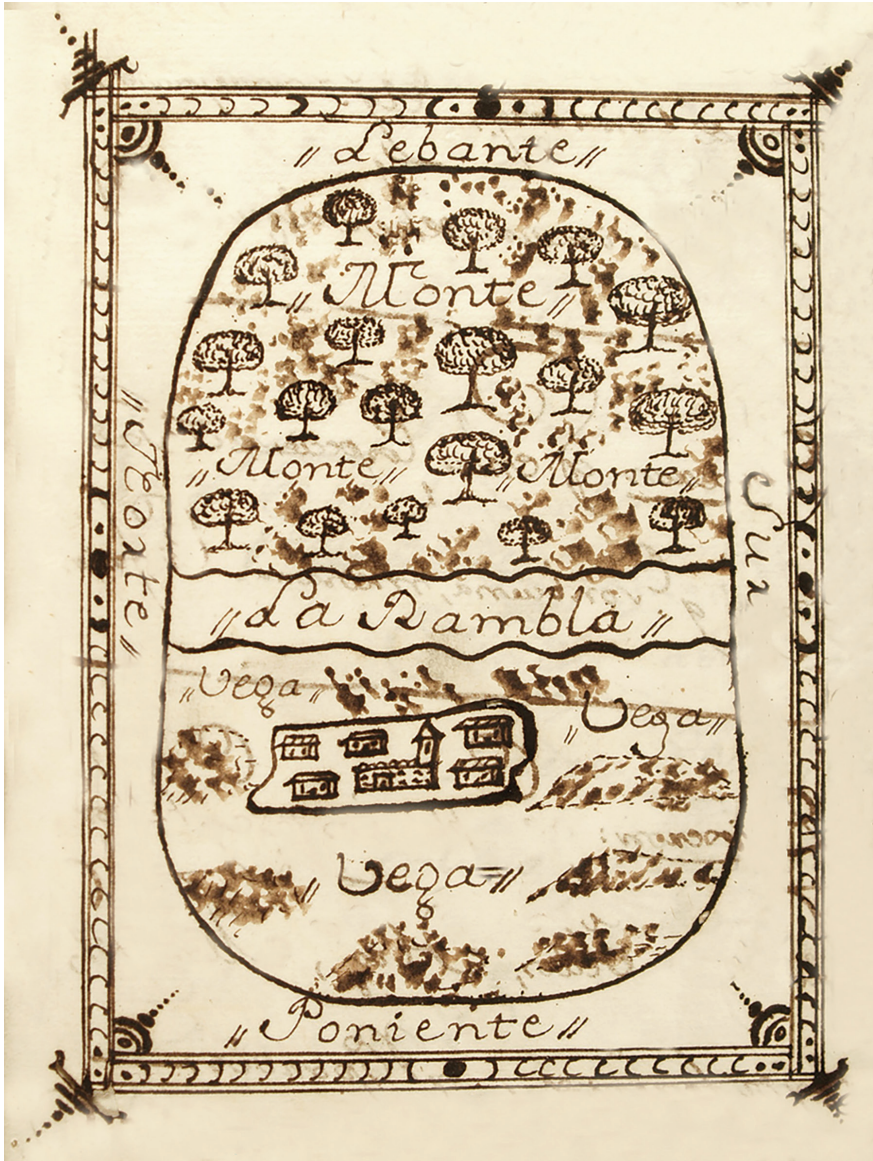 〃 Lebante 〃
〃 Monte 〃
〃 Monte 〃 〃 Monte 〃
〃 Norte 〃
Sur
〃 La Rambla 〃
〃 Vega 〃
〃 Vega 〃
〃 Vega 〃
〃 Poniente 〃